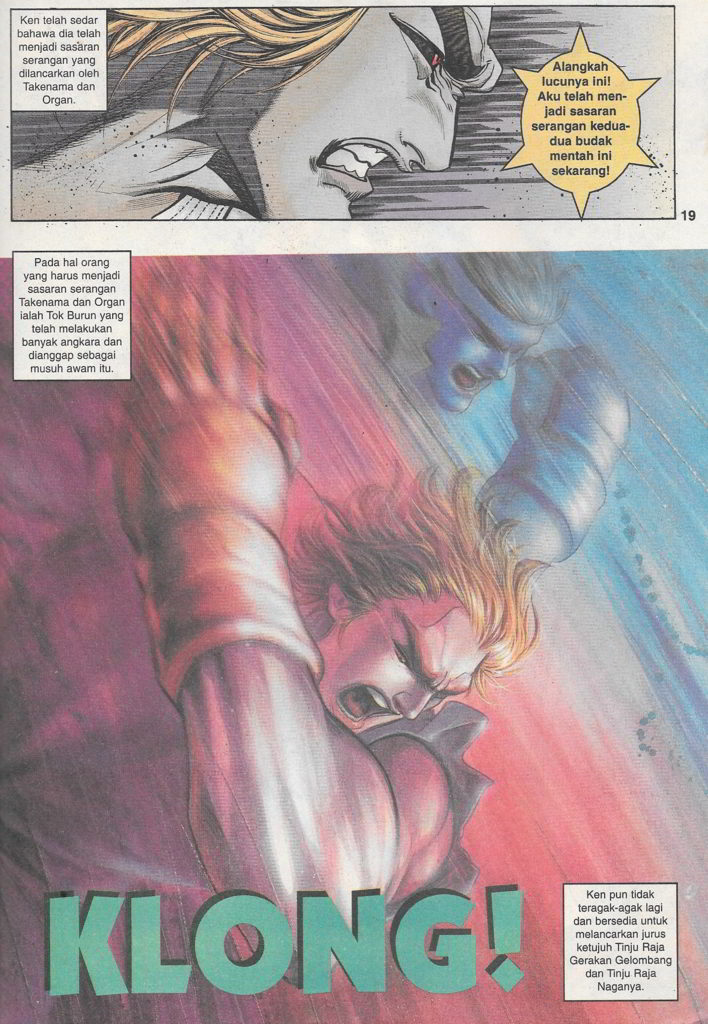 Ken telah sedar
bahawa dia telah
menjadi sasaran
serangan yang
dilancarkan oleh
Takenama dan
Organ.
Alangkah
lucunya ini!
Aku telah men-
jadi sasaran
serangan kedua-
dua budak
mentah ini
sekarang!
19
Pada hal orang
yang harus menjadi
sasaran serangan
Takenama dan Organ
ialah Tok Burun yang
telah melakukan
banyak angkara dan
dianggap sebagai
musuh awam itu.
KLONG!
Ken pun tidak
teragak-agak lagi
dan bersedia untuk
melancarkan jurus
ketujuh Tinju Raja
Gerakan Gelombang
dan Tinju Raja
Naganya.